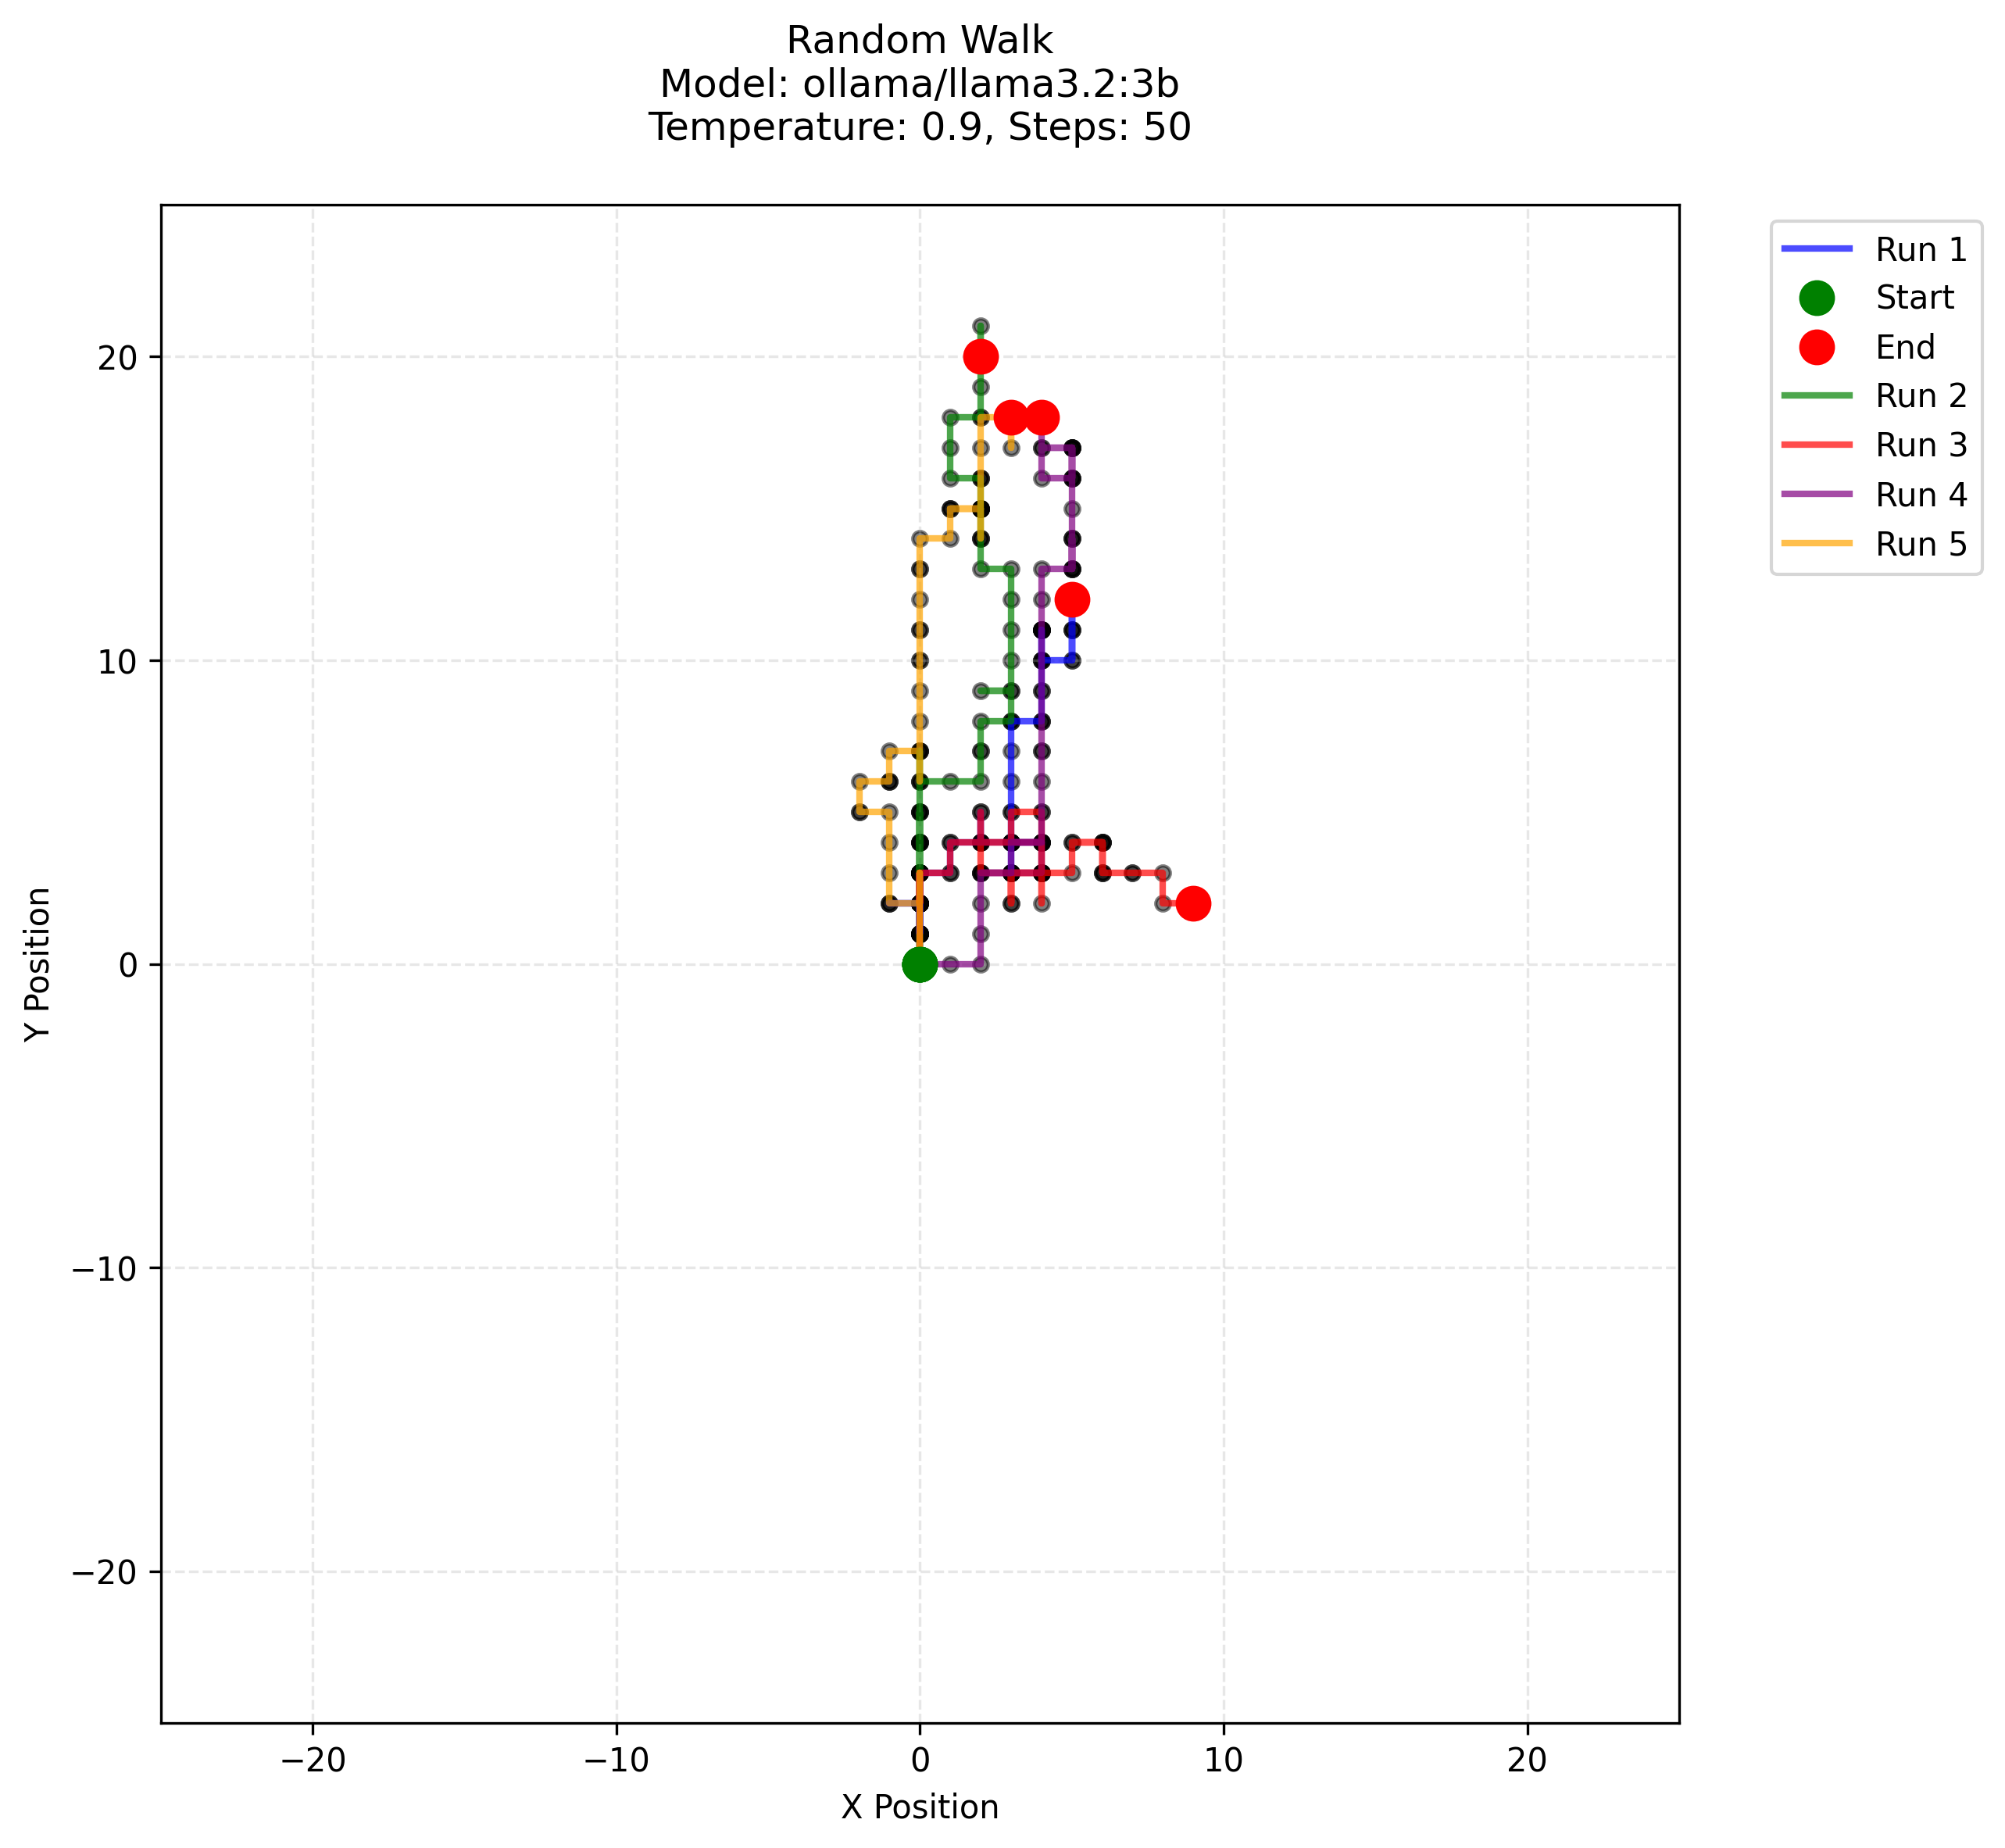 Random Walk
Model: ollama/llama3.2:3b
Temperature: 0.9, Steps: 50
Run 1
Start
End
Run 2
Run 3
Run 4
Run 5
20
10
0
−10
−20
Y Position
−20
−10
0
10
20
X Position